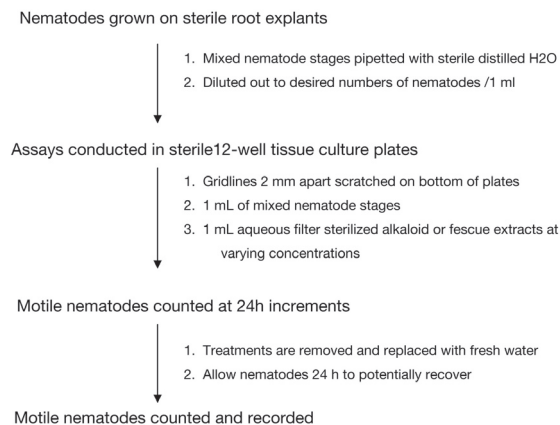 Nematodes grown on sterile root explants
1. Mixed nematode stages pipetted with sterile distilled H2O
2. Diluted out to desired numbers of nematodes /1 ml
Assays conducted in sterile12-well tissue culture plates
1. Gridlines 2 mm apart scratched on bottom of plates
2. 1 mL of mixed nematode stages
3. 1 mL aqueous filter sterilized alkaloid or fescue extracts at
varying concentrations
Motile nematodes counted at 24h increments
1. Treatments are removed and replaced with fresh water
2. Allow nematodes 24 h to potentially recover
Motile nematodes counted and recorded